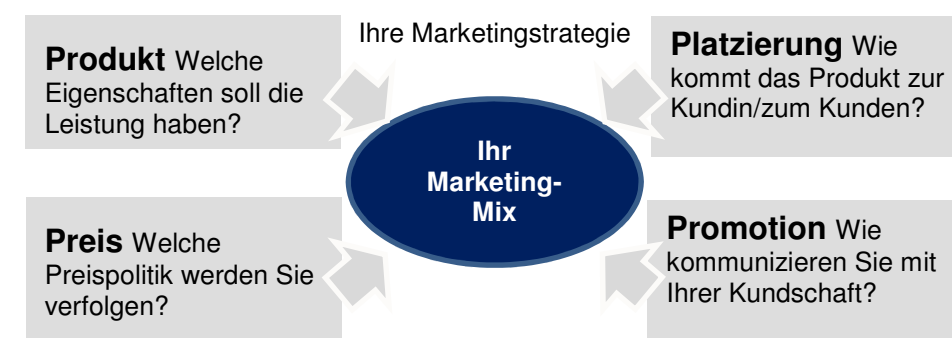 Ihre Marketingstrategie
Produkt Welche
Eigenschaften soll die
Leistung haben?
Platzierung Wie
kommt das Produkt zur
Kundin/zum Kunden?
Ihr
Marketing-
Mix
Preis Welche
Preispolitik werden Sie
verfolgen?
Promotion Wie
kommunizieren Sie mit
Ihrer Kundschaft?